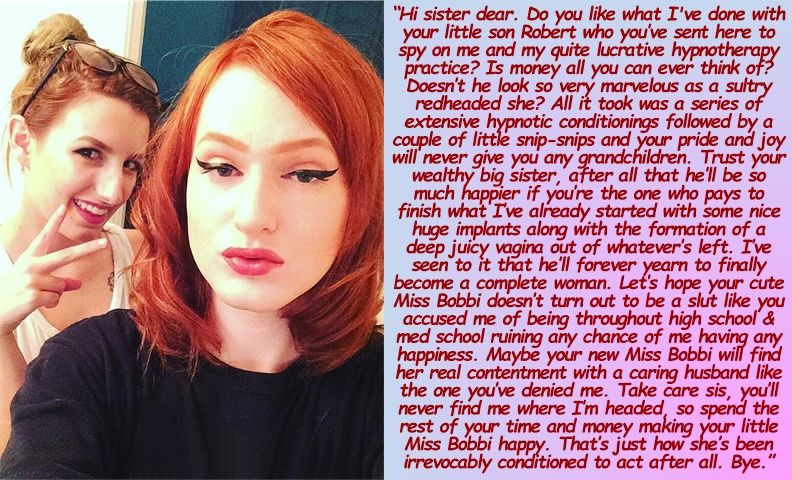 “Hi sister dear. Do you like what I've done with
your little son Robert who you've sent here to
spy on me and my quite lucrative hypnotherapy
practice? Is money all you can ever think of?
Doesn't he look so very marvelous as a sultry
redheaded she? All it took was a series of
extensive hypnotic conditionings followed by a
couple of little snip-snips and your pride and joy
will never give you any grandchildren. Trust your
wealthy big sister, after all that he'll be so
much happier if you're the one who pays to
finish what I've already started with some nice
huge implants along with the formation of a
deep juicy vagina out of whatever's left. I've
seen to it that he'll forever yearn to finally
become a complete woman. Let's hope your cute
Miss Bobbi doesn't turn out to be a slut like you
accused me of being throughout high school &
med school ruining any chance of me having any
happiness. Maybe your new Miss Bobbi will find
her real contentment with a caring husband like
the one you've denied me. Take care sis, you'll
never find me where I'm headed, so spend the
rest of your time and money making your little
Miss Bobbi happy. That's just how she's been
irrevocably conditioned to act after all. Bye.”